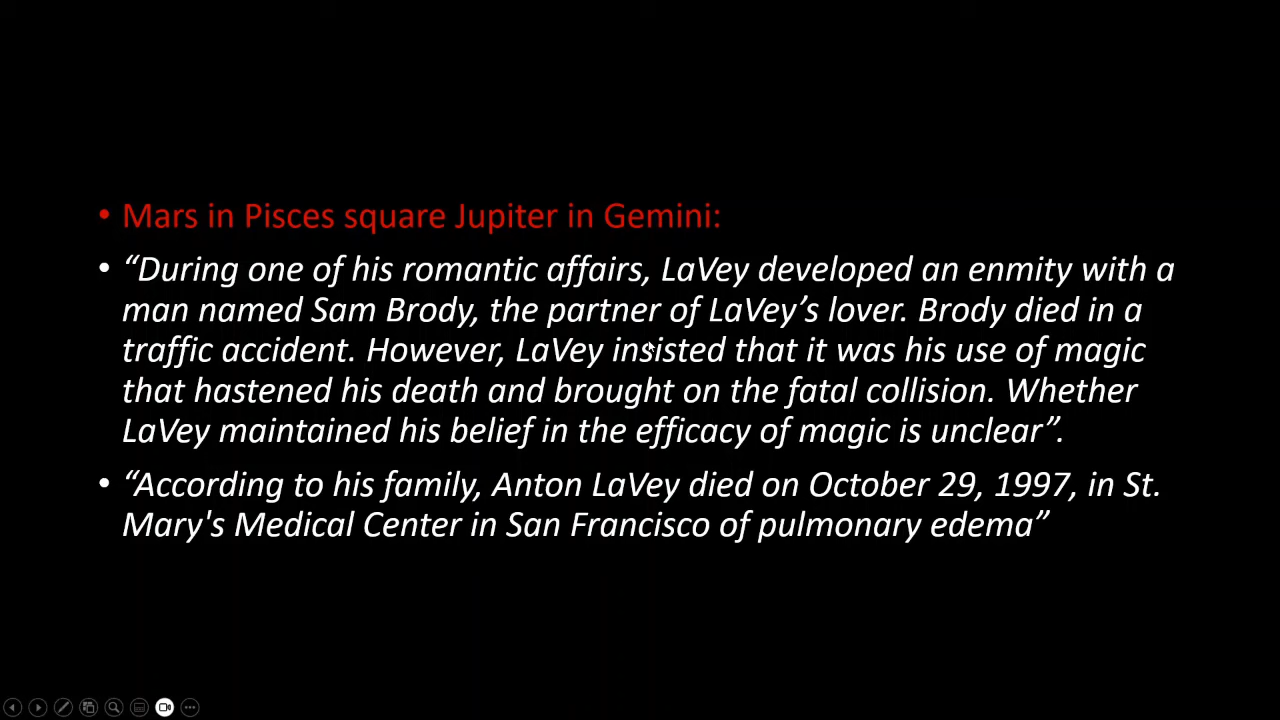 • Mars in Pisces square Jupiter in Gemini:
• “During one of his romantic affairs, LaVey developed an enmity with a
man named Sam Brody, the partner of LaVey’s lover. Brody died in a
traffic accident. However, LaVey insisted that it was his use of magic
that hastened his death and brought on the fatal collision. Whether
LaVey maintained his belief in the efficacy of magic is unclear”.
• “According to his family, Anton LaVey died on October 29, 1997, in St.
Mary's Medical Center in San Francisco of pulmonary edema”